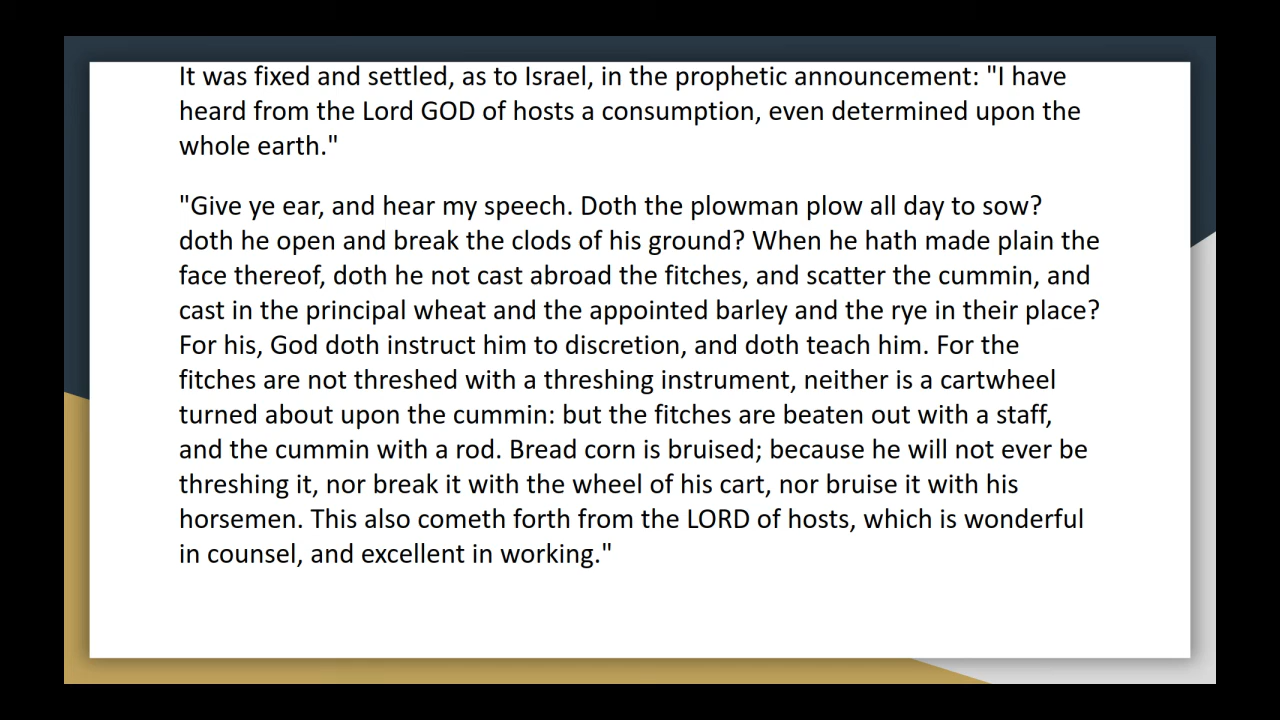 It was fixed and settled, as to Israel, in the prophetic announcement: "I have
heard from the Lord GOD of hosts a consumption, even determined upon the
whole earth."
"Give ye ear, and hear my speech. Doth the plowman plow all day to sow?
doth he open and break the clods of his ground? When he hath made plain the
face thereof, doth he not cast abroad the fitches, and scatter the cummin, and
cast in the principal wheat and the appointed barley and the rye in their place?
For his, God doth instruct him to discretion, and doth teach him. For the
fitches are not threshed with a threshing instrument, neither is a cartwheel
turned about upon the cummin: but the fitches are beaten out with a staff,
and the cummin with a rod. Bread corn is bruised; because he will not ever be
threshing it, nor break it with the wheel of his cart, nor bruise it with his
horsemen. This also cometh forth from the LORD of hosts, which is wonderful
in counsel, and excellent in working."